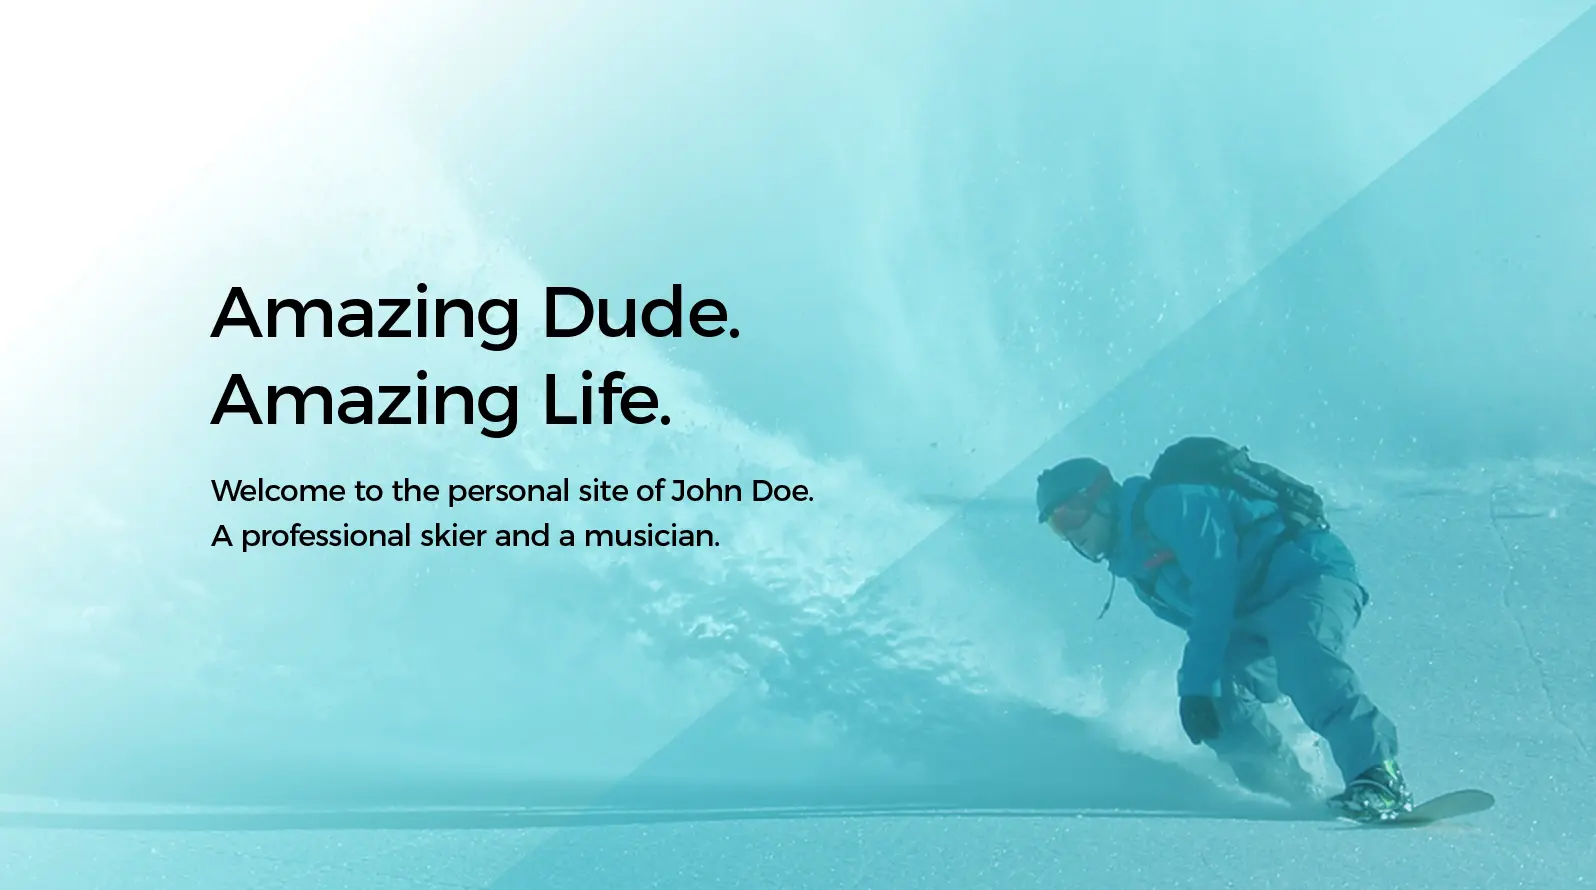 Amazing Dude.
Amazing Life.
Welcome to the personal site of John Doe.
A professional skier and a musician.